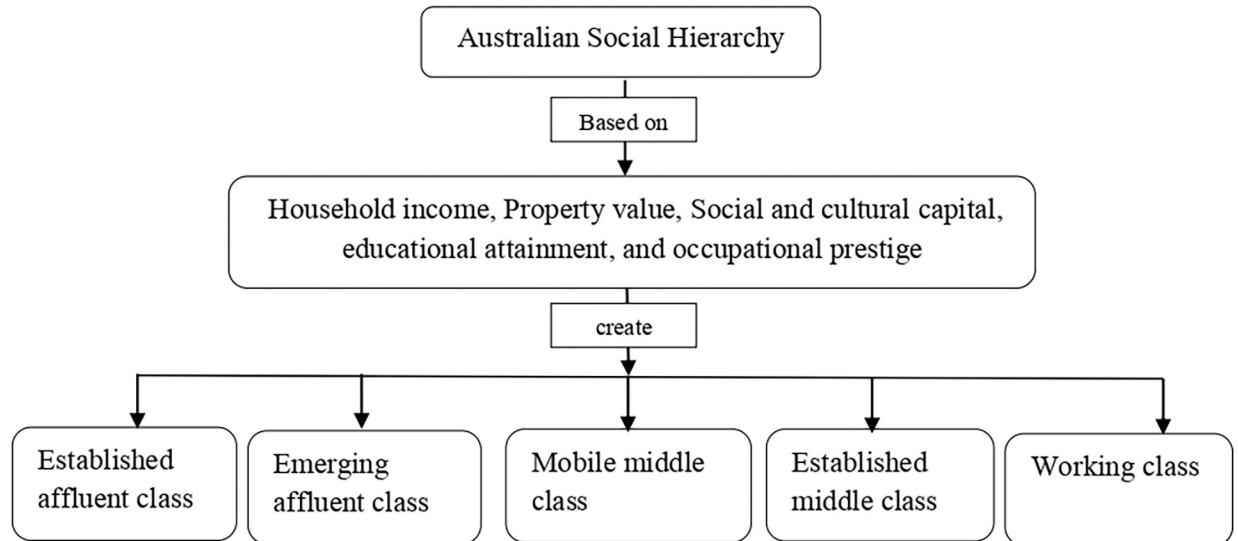 Australian Social Hierarchy
Based on
Household income, Property value, Social and cultural capital,
educational attainment, and occupational prestige
create
Established
affluent class
Emerging
affluent class
Mobile middle
class
Established
middle class
Working class